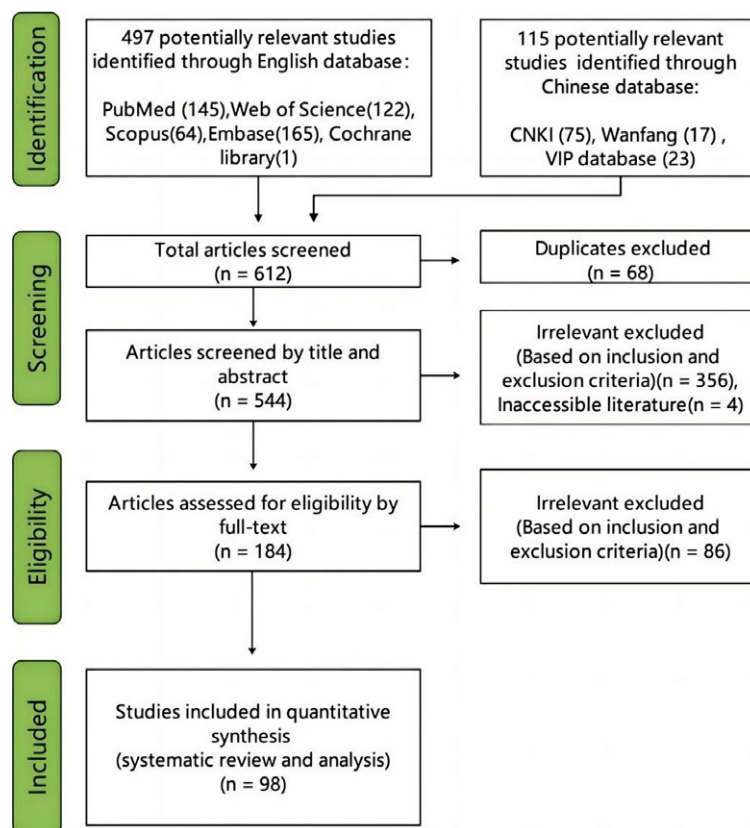 Identification
497 potentially relevant studies
identified through English database:
PubMed (145),Web of Science(122),
Scopus(64),Embase(165), Cochrane
library(1)
115 potentially relevant
studies identified through
Chinese database:
CNKI (75), Wanfang (17) ,
VIP database (23)
Screening
Total articles screened
(n = 612)
Duplicates excluded
(n = 68)
Articles screened by title and
abstract
(n = 544)
Irrelevant excluded
(Based on inclusion and
exclusion criteria)(n = 356),
Inaccessible literature(n = 4)
Eligibility
Articles assessed for eligibility by
full-text
(n = 184)
Irrelevant excluded
(Based on inclusion and
exclusion criteria)(n = 86)
Included
Studies included in quantitative
synthesis
(systematic review and analysis)
(n = 98)